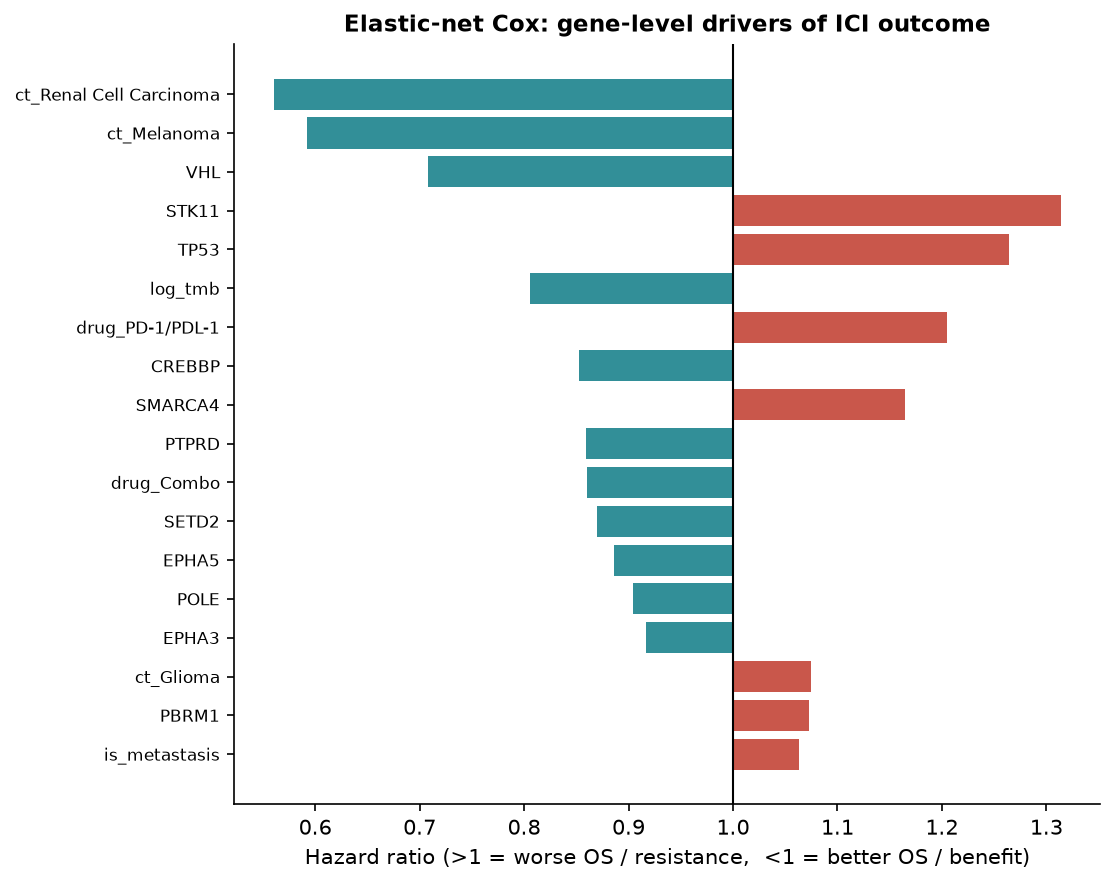 Elastic-net Cox: gene-level drivers of ICI outcome
ct_Renal Cell Carcinoma
ct_Melanoma
VHL
STK11
TP53
log_tmb
drug_PD-1/PDL-1
CREBBP
SMARCA4
PTPRD
drug_Combo
SETD2
EPHA5
POLE
EPHA3
ct_Glioma
PBRM1
is_metastasis
0.6 0.7 0.8 0.9 1.0 1.1 1.2 1.3
Hazard ratio (>1 = worse OS / resistance,  <1 = better OS / benefit)